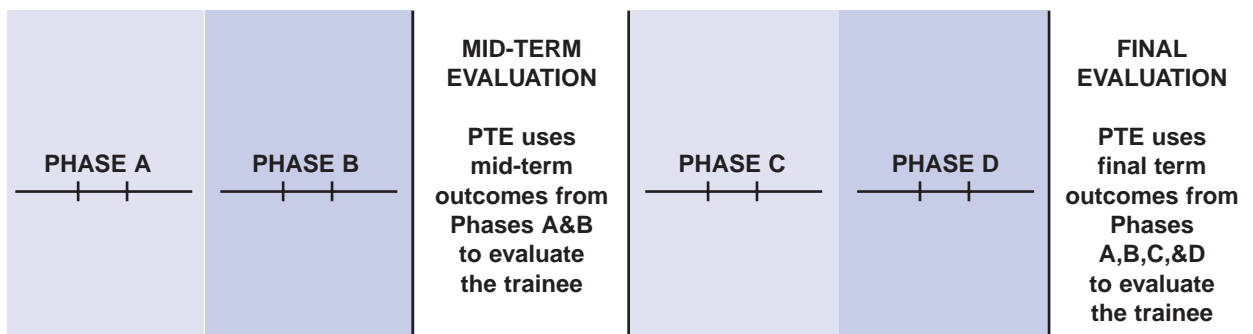 PHASE A
PHASE B
MID-TERM
EVALUATION
PTE uses
mid-term
outcomes from
Phases A&B
to evaluate
the trainee
PHASE C
PHASE D
FINAL
EVALUATION
PTE uses
final term
outcomes from
Phases
A,B,C,&D
to evaluate
the trainee